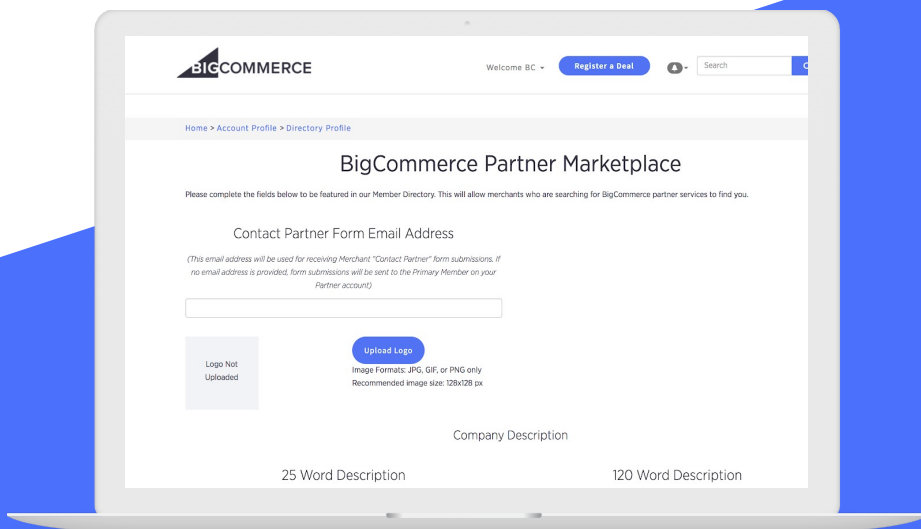 BIGCOMMERCE
Welcome BC
Register a Deal
Search
Home > Account Profile > Directory Profile
BigCommerce Partner Marketplace
Please complete the fields below to be featured in our Member Directory. This will allow merchants who are searching for BigCommerce partner services to find you.
Contact Partner Form Email Address
(This email address will be used for receiving Merchant "Contact Partner" form submissions. If
no email address is provided, form submissions will be sent to the Primary Member on your
Partner account)
Logo Not
Uploaded
Upload Logo
Image Formats: JPG, GIF, or PNG only
Recommended image size: 128x128 px
Company Description
25 Word Description
120 Word Description